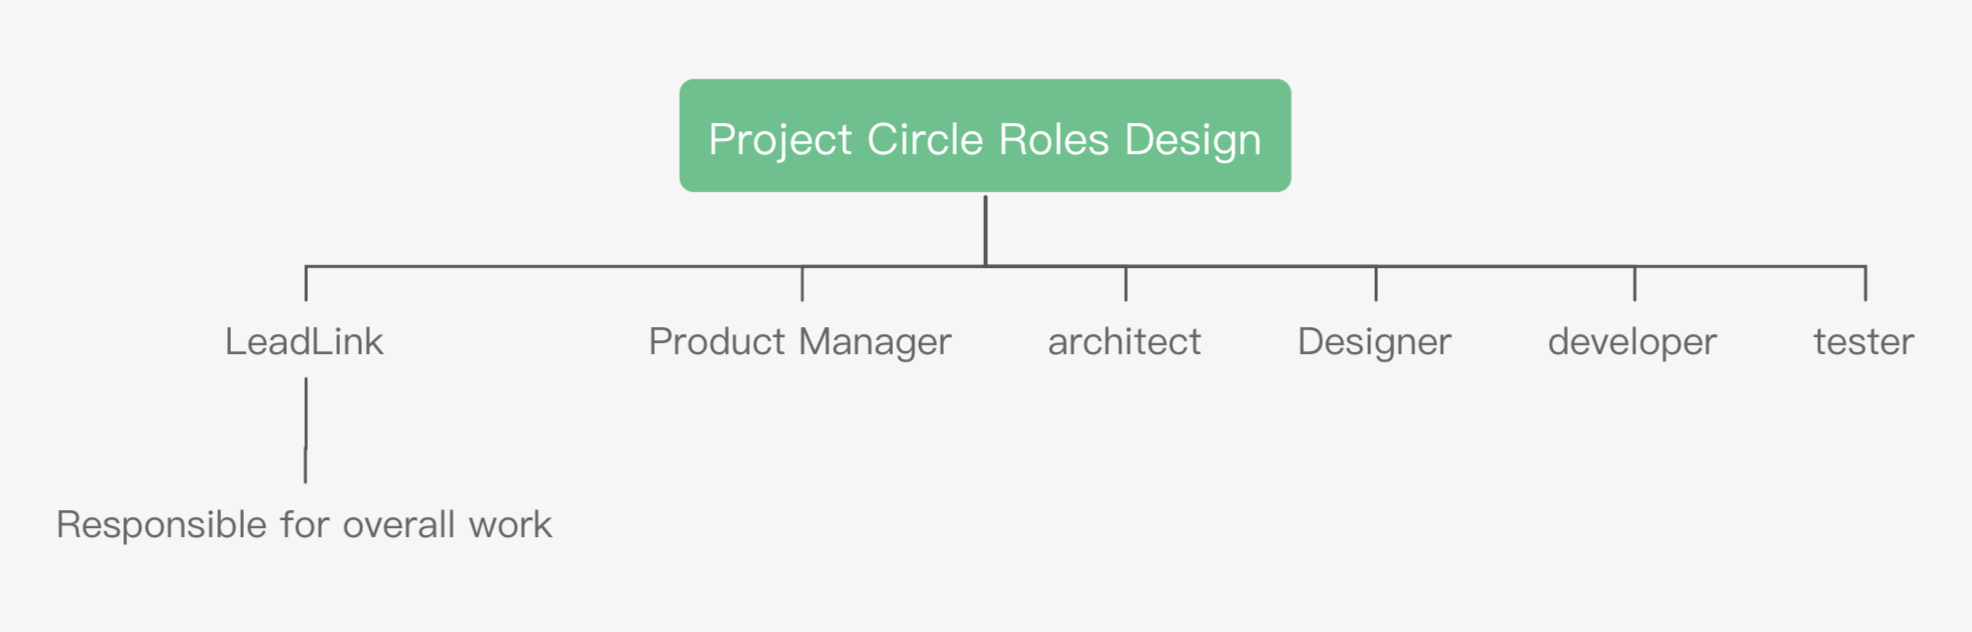 Project Circle Roles Design
LeadLink
Product Manager
architect
Designer
developer
tester
Responsible for overall work